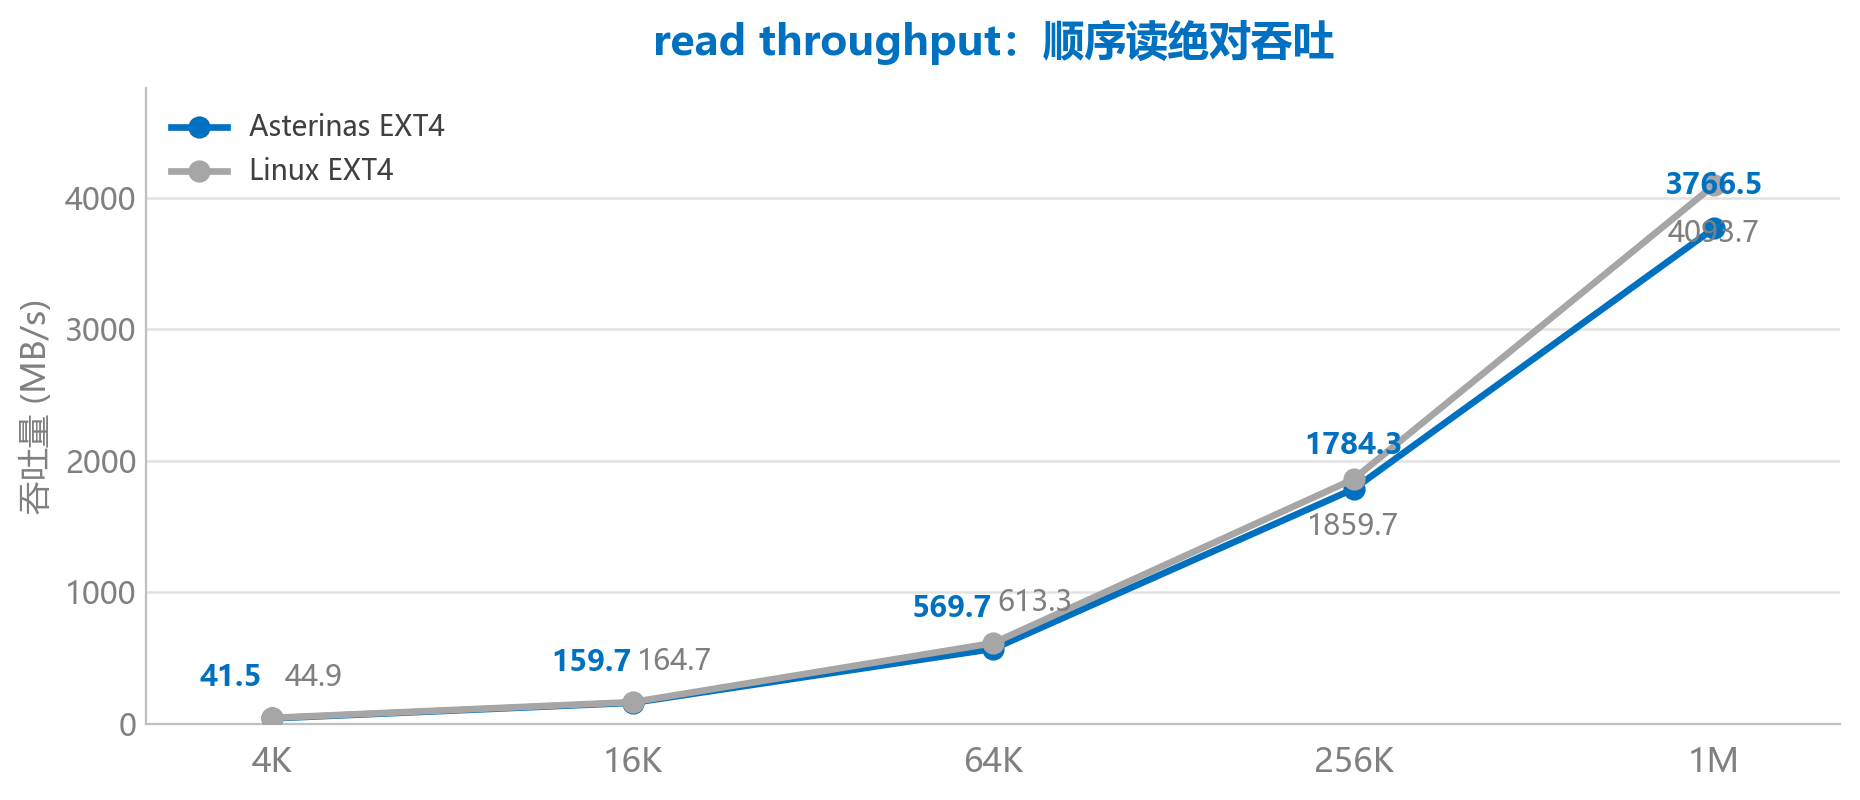 read throughput：顺序读绝对吞吐
Asterinas EXT4
Linux EXT4
吞吐量 (MB/s)
4000
3000
2000
1000
0
41.5
44.9
159.7
164.7
569.7
613.3
1784.3
1859.7
3766.5
4093.7
4K
16K
64K
256K
1M